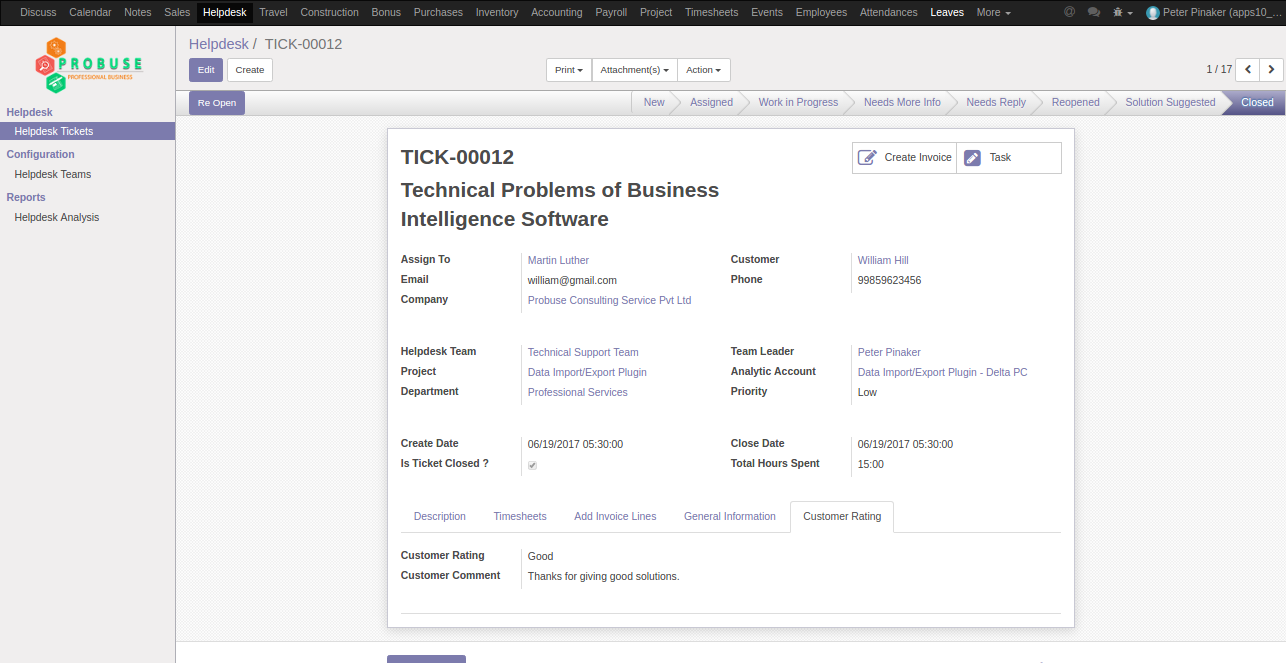 Discuss Calendar Notes Sales Helpdesk Travel Construction Bonus Purchases Inventory Accounting Payroll Project Timesheets Events Employees Attendances Leaves More @ Peter Pinaker (apps10_...
PROBUSE
PROFESSIONAL BUSINESS
Helpdesk
Helpdesk Tickets
Configuration
Helpdesk Teams
Reports
Helpdesk Analysis
Helpdesk / TICK-00012
Edit Create Print Attachment(s) Action 1 / 17
Re Open New Assigned Work in Progress Needs More Info Needs Reply Reopened Solution Suggested Closed
TICK-00012 Create Invoice Task
Technical Problems of Business
Intelligence Software
Assign To Martin Luther Customer William Hill
Email william@gmail.com Phone 99859623456
Company Probuse Consulting Service Pvt Ltd
Helpdesk Team Technical Support Team Team Leader Peter Pinaker
Project Data Import/Export Plugin Analytic Account Data Import/Export Plugin - Delta PC
Department Professional Services Priority Low
Create Date 06/19/2017 05:30:00 Close Date 06/19/2017 05:30:00
Is Ticket Closed ? Total Hours Spent 15:00
Description Timesheets Add Invoice Lines General Information Customer Rating
Customer Rating Good
Customer Comment Thanks for giving good solutions.